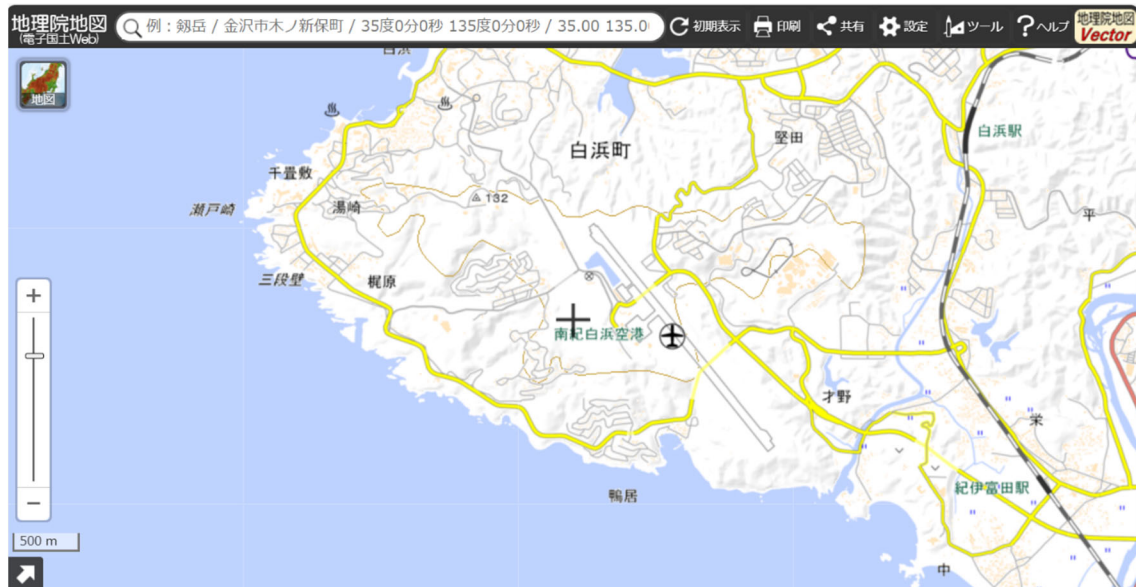 地理院地図
(電子国土Web)
例：剱岳 / 金沢市木ノ新保町 / 35度0分0秒 135度0分0秒 / 35.00 135.0
初期表示
印刷
共有
設定
ツール
ヘルプ
地理院地図
Vector
地図
白浜
白浜駅
堅田
白浜町
千畳敷
132
湯崎
瀬戸崎
平
三段壁
梶原
南紀白浜空港
才野
栄
紀伊富田駅
鴨居
500 m
中